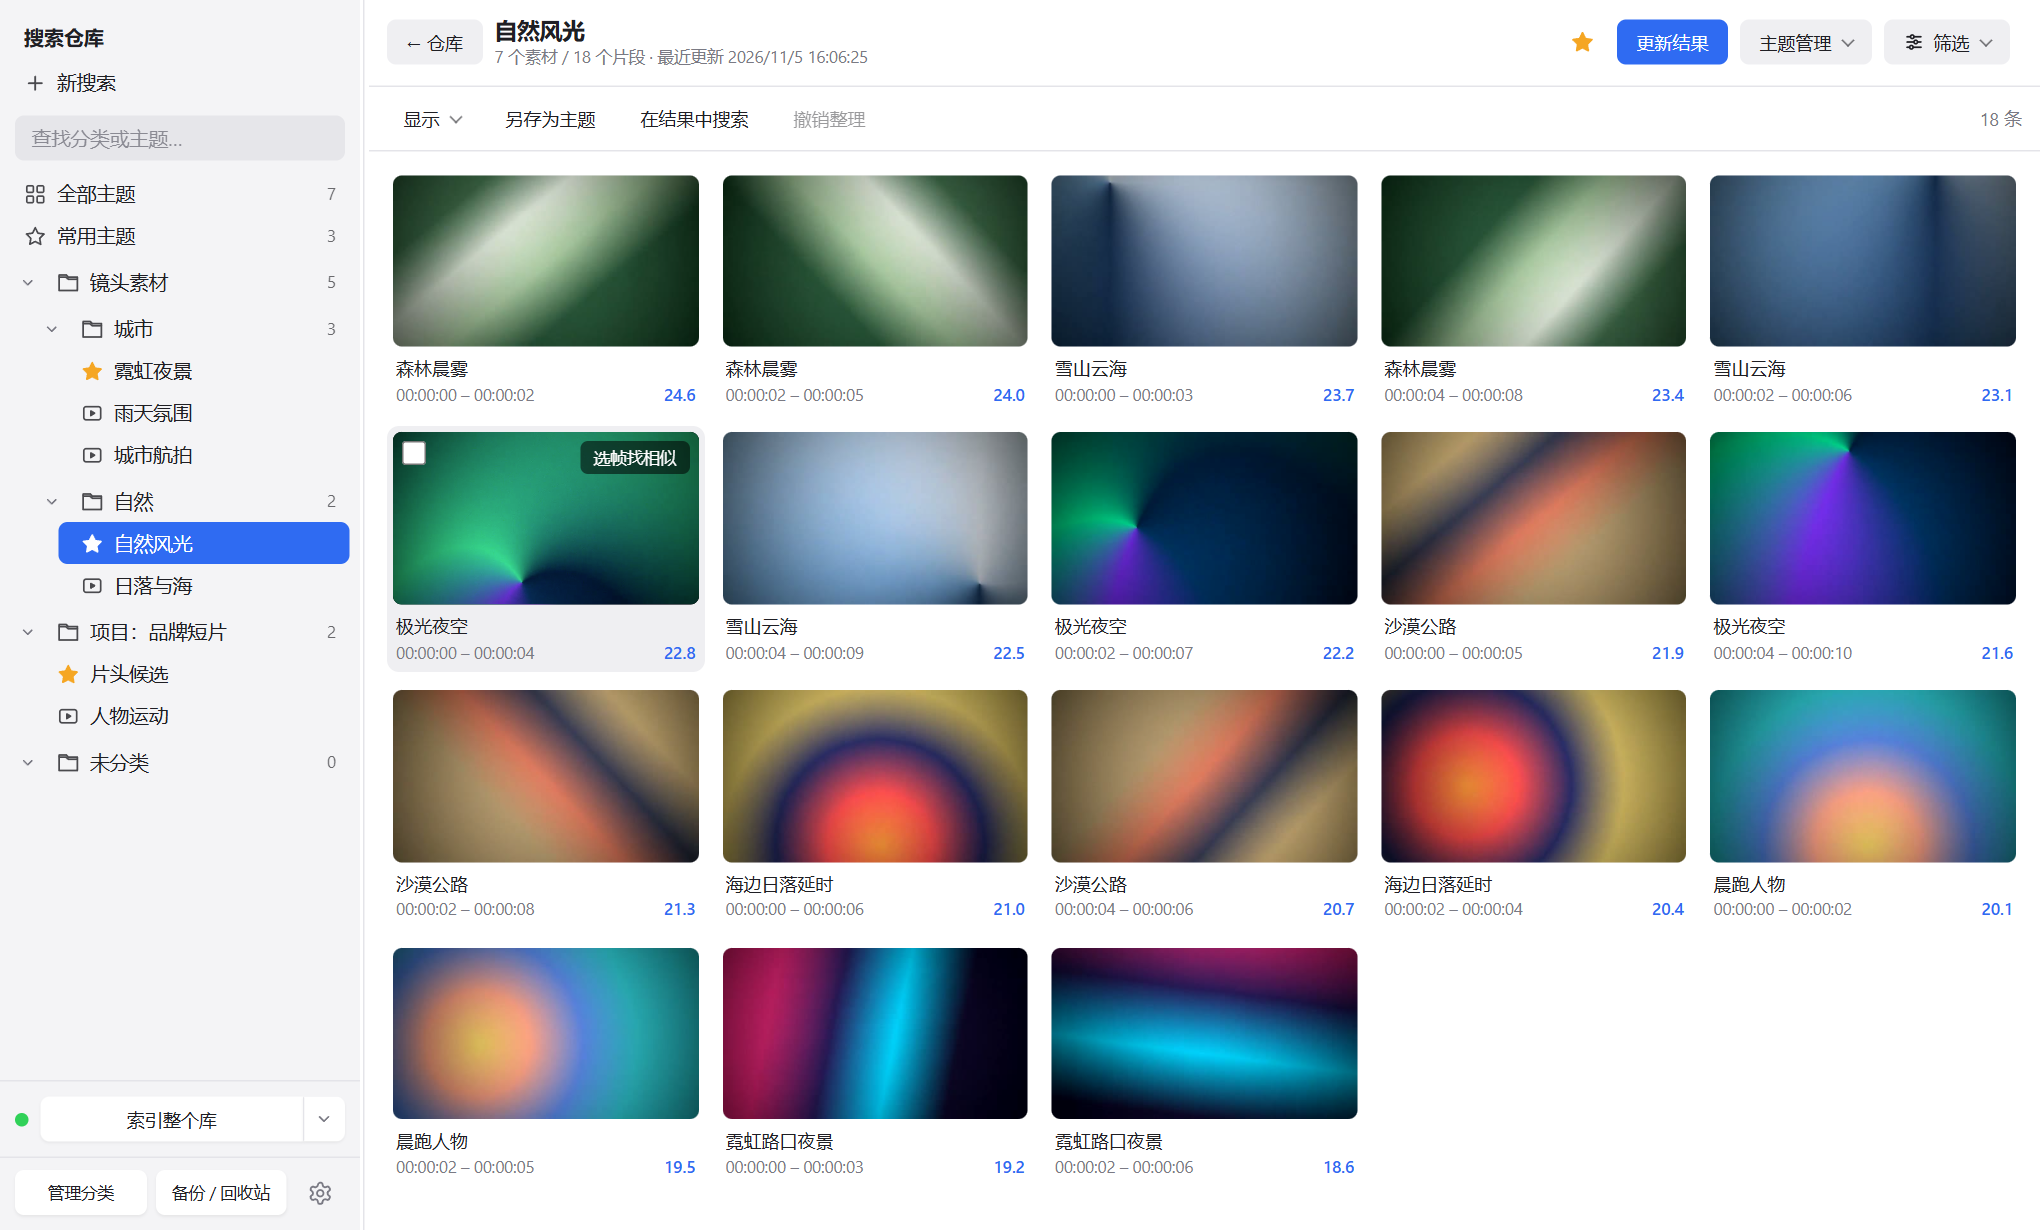 搜索仓库
新搜索
查找分类或主题...
全部主题 7
常用主题 3
镜头素材 5
城市 3
霓虹夜景
雨天氛围
城市航拍
自然 2
自然风光
日落与海
项目：品牌短片 2
片头候选
人物运动
未分类 0
索引整个库
管理分类 备份 / 回收站
← 仓库
自然风光
7 个素材 / 18 个片段 · 最近更新 2026/11/5 16:06:25
更新结果 主题管理 筛选
显示 另存为主题 在结果中搜索 撤销整理 18 条
森林晨雾
00:00:00 – 00:00:02 24.6
森林晨雾
00:00:02 – 00:00:05 24.0
雪山云海
00:00:00 – 00:00:03 23.7
森林晨雾
00:00:04 – 00:00:08 23.4
雪山云海
00:00:02 – 00:00:06 23.1
选帧找相似
极光夜空
00:00:00 – 00:00:04 22.8
雪山云海
00:00:04 – 00:00:09 22.5
极光夜空
00:00:02 – 00:00:07 22.2
沙漠公路
00:00:00 – 00:00:05 21.9
极光夜空
00:00:04 – 00:00:10 21.6
沙漠公路
00:00:02 – 00:00:08 21.3
海边日落延时
00:00:00 – 00:00:06 21.0
沙漠公路
00:00:04 – 00:00:06 20.7
海边日落延时
00:00:02 – 00:00:04 20.4
晨跑人物
00:00:00 – 00:00:02 20.1
晨跑人物
00:00:02 – 00:00:05 19.5
霓虹路口夜景
00:00:00 – 00:00:03 19.2
霓虹路口夜景
00:00:02 – 00:00:06 18.6